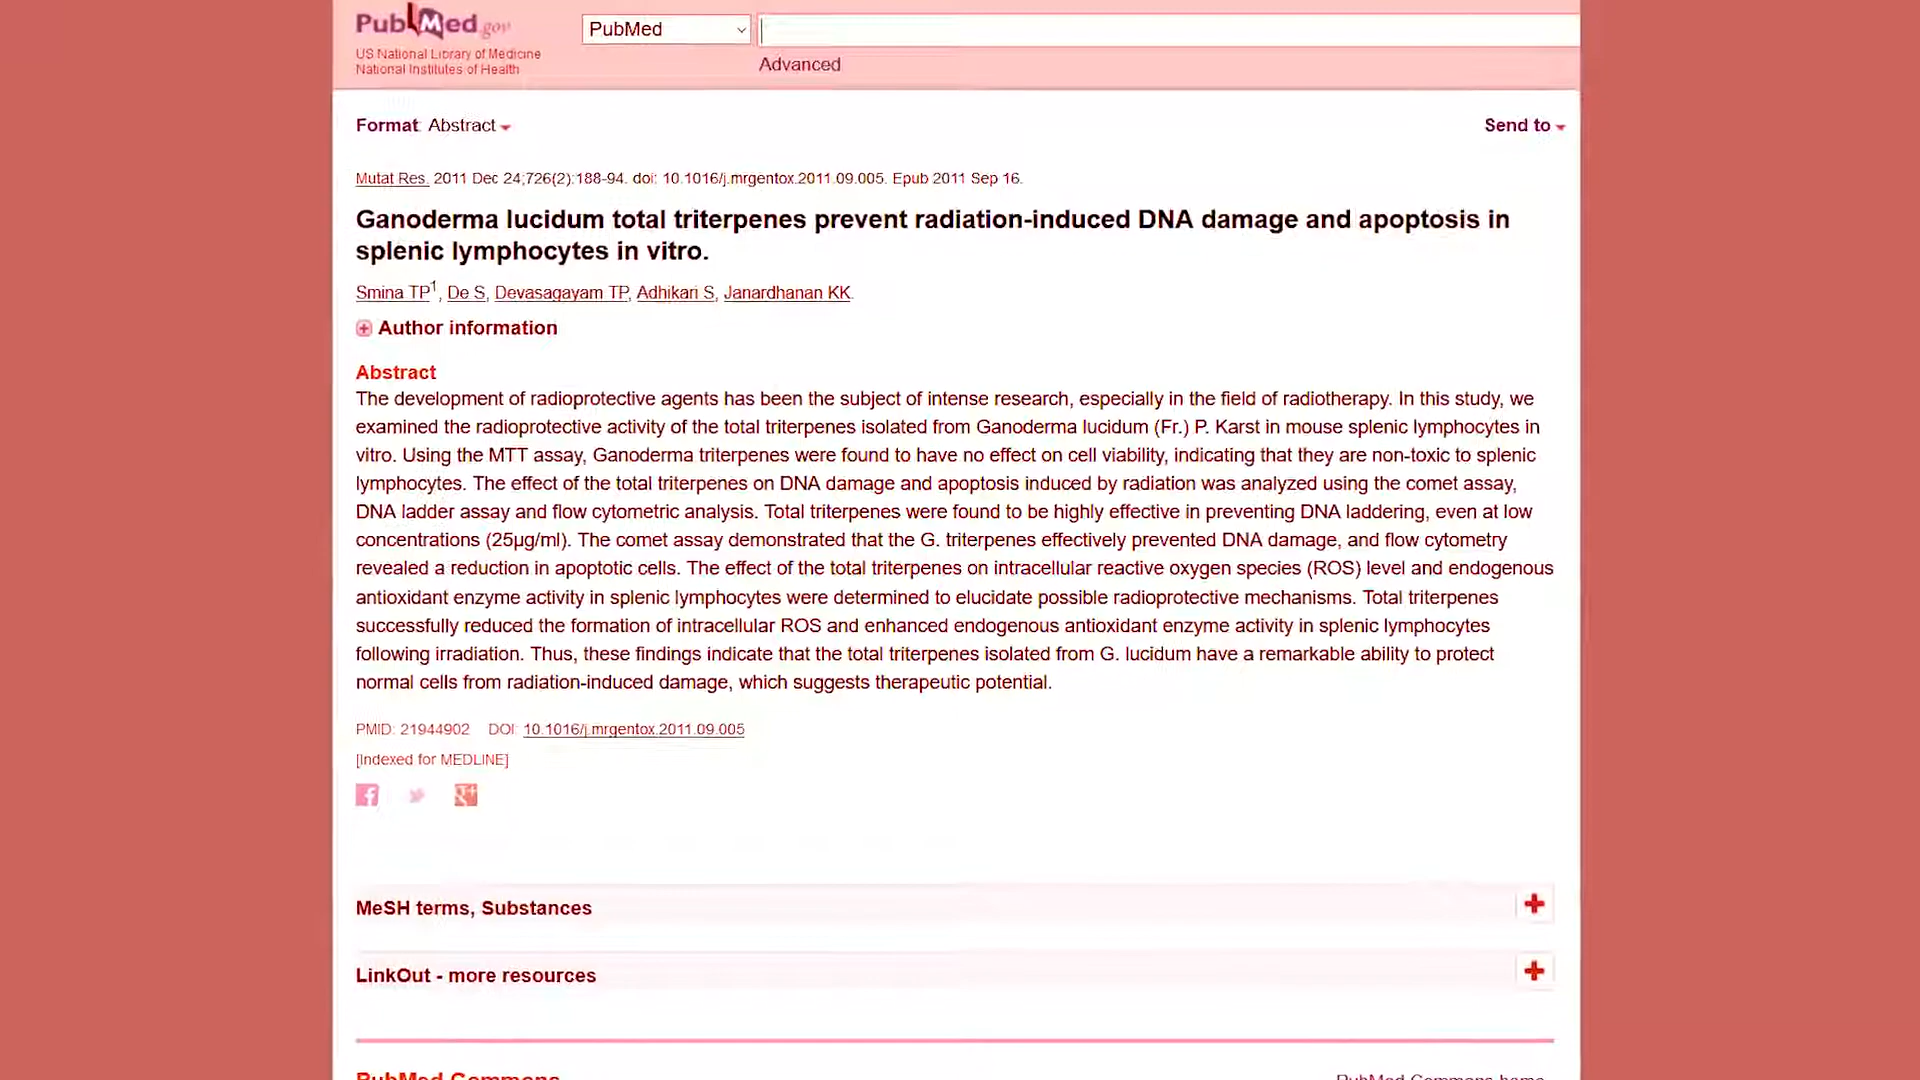 PubMed.gov
US National Library of Medicine
National Institutes of Health
PubMed
Advanced
Format: Abstract
Send to
Mutat Res. 2011 Dec 24;726(2):188-94. doi: 10.1016/j.mrgentox.2011.09.005. Epub 2011 Sep 16.
Ganoderma lucidum total triterpenes prevent radiation-induced DNA damage and apoptosis in
splenic lymphocytes in vitro.
Smina TP1, De S, Devasagayam TP, Adhikari S, Janardhanan KK.
Author information
Abstract
The development of radioprotective agents has been the subject of intense research, especially in the field of radiotherapy. In this study, we
examined the radioprotective activity of the total triterpenes isolated from Ganoderma lucidum (Fr.) P. Karst in mouse splenic lymphocytes in
vitro. Using the MTT assay, Ganoderma triterpenes were found to have no effect on cell viability, indicating that they are non-toxic to splenic
lymphocytes. The effect of the total triterpenes on DNA damage and apoptosis induced by radiation was analyzed using the comet assay,
DNA ladder assay and flow cytometric analysis. Total triterpenes were found to be highly effective in preventing DNA laddering, even at low
concentrations (25µg/ml). The comet assay demonstrated that the G. triterpenes effectively prevented DNA damage, and flow cytometry
revealed a reduction in apoptotic cells. The effect of the total triterpenes on intracellular reactive oxygen species (ROS) level and endogenous
antioxidant enzyme activity in splenic lymphocytes were determined to elucidate possible radioprotective mechanisms. Total triterpenes
successfully reduced the formation of intracellular ROS and enhanced endogenous antioxidant enzyme activity in splenic lymphocytes
following irradiation. Thus, these findings indicate that the total triterpenes isolated from G. lucidum have a remarkable ability to protect
normal cells from radiation-induced damage, which suggests therapeutic potential.
PMID: 21944902 DOI: 10.1016/j.mrgentox.2011.09.005
[Indexed for MEDLINE]
MeSH terms, Substances
LinkOut - more resources
PubMed Commons
PubMed Commons home